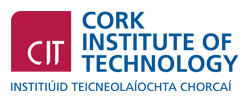 CIT
CORK
INSTITUTE OF
TECHNOLOGY
INSTITIÚID TEICNEOLAÍOCHTA CHORCAÍ